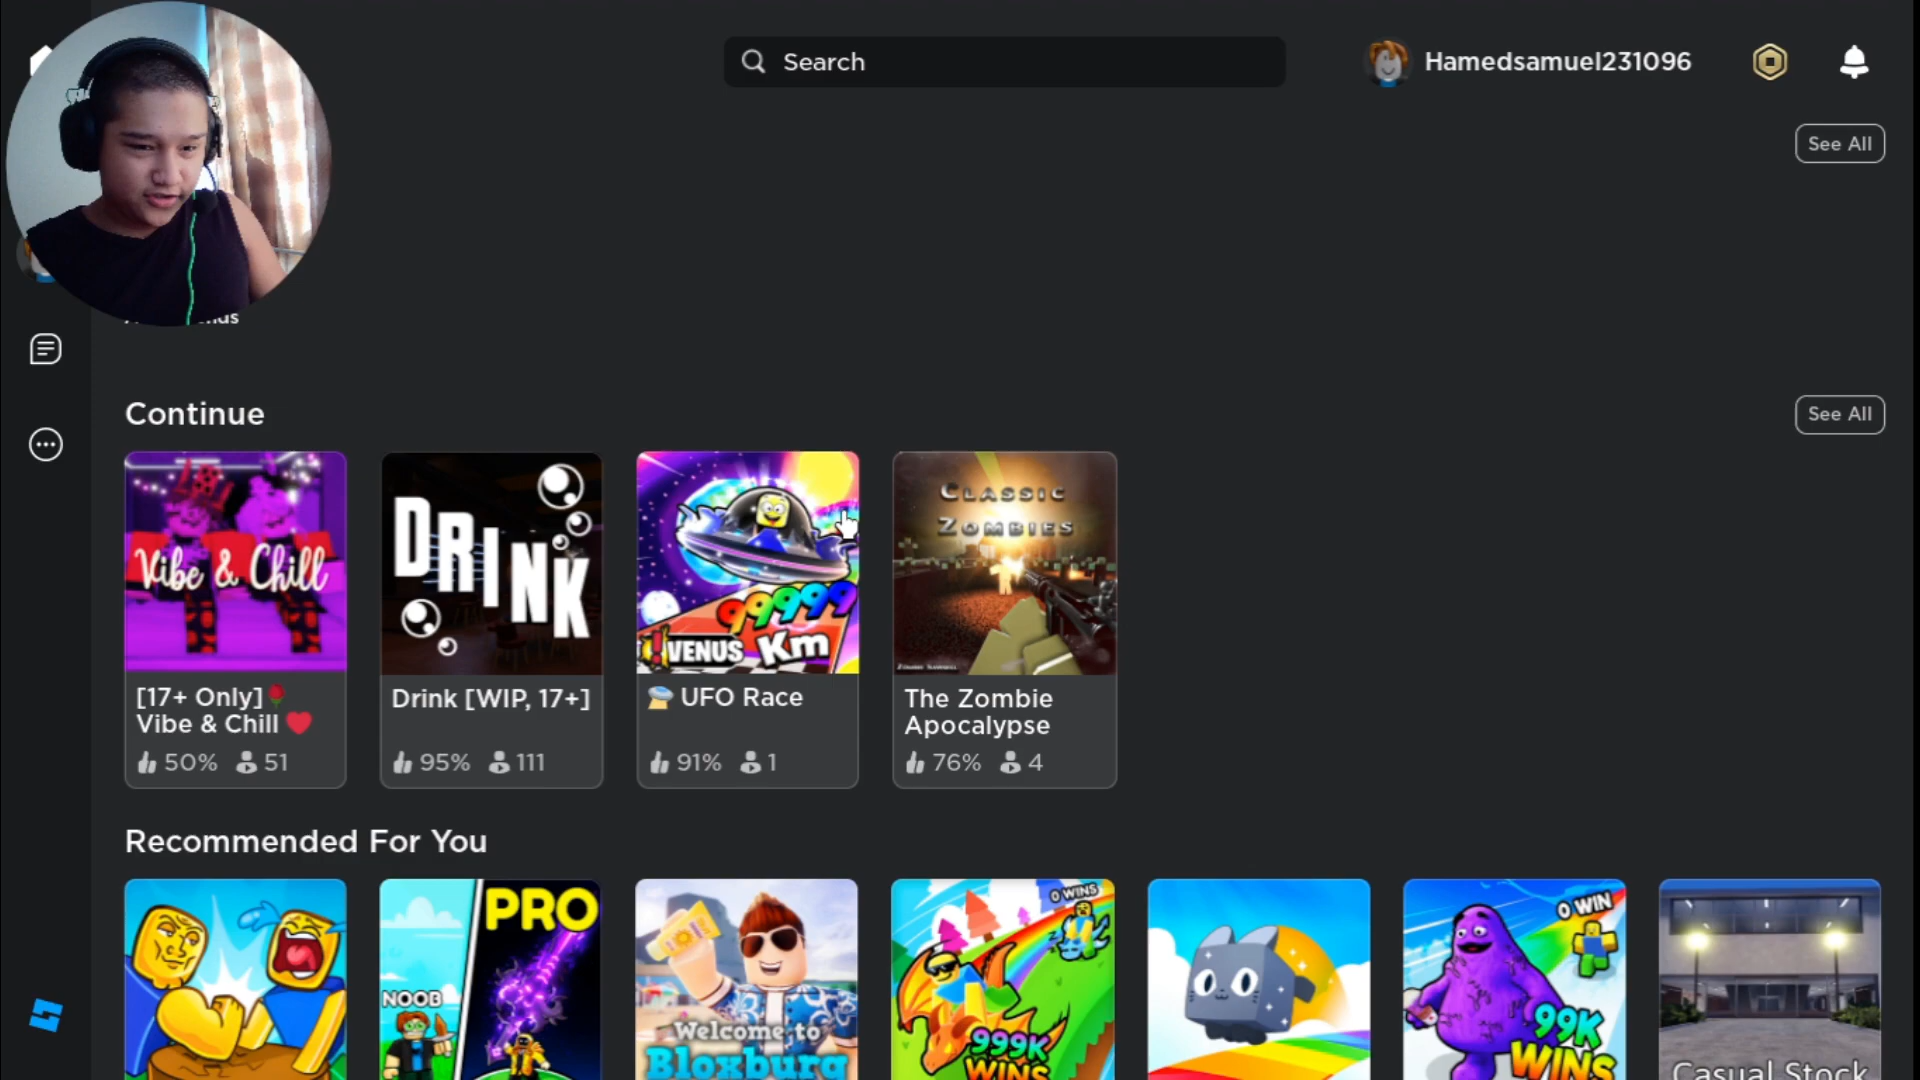 Search
Hamedsamuel231096
See All
Continue
See All
Vibe & Chill
DRINK
99999
Km
VENUS
CLASSIC
ZOMBIES
[17+ Only]🌹
Vibe & Chill ❤️
Drink [WIP, 17+]
🛸 UFO Race
The Zombie
Apocalypse
50% 51
95% 111
91% 1
76% 4
Recommended For You
PRO
NOOB
Welcome to
Bloxburg
0 WINS
999K
WINS
0 WIN
99K
WINS
Casual Stock